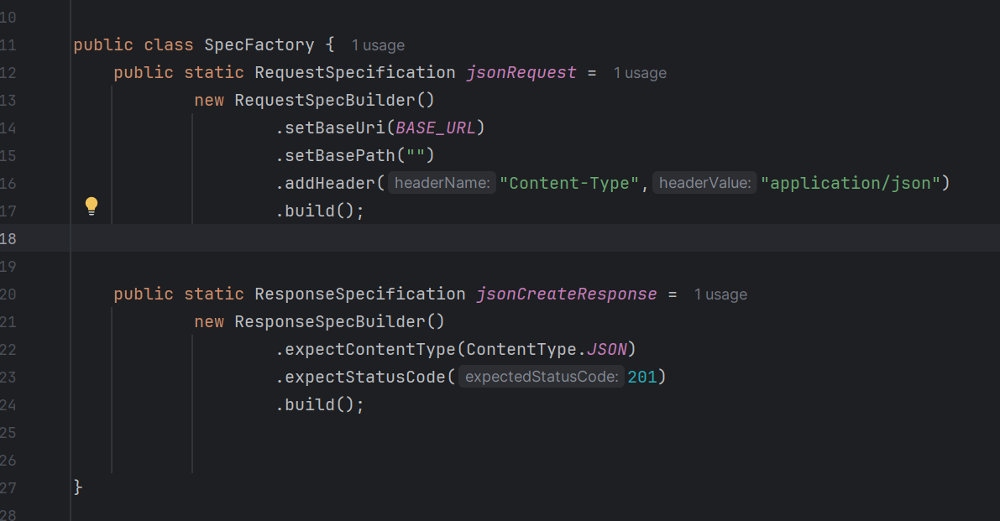 10
11 public class SpecFactory { 1 usage
12 public static RequestSpecification jsonRequest = 1 usage
13 new RequestSpecBuilder()
14 .setBaseUri(BASE_URL)
15 .setBasePath("")
16 .addHeader( headerName: "Content-Type", headerValue: "application/json")
17 .build();
18
19
20 public static ResponseSpecification jsonCreateResponse = 1 usage
21 new ResponseSpecBuilder()
22 .expectContentType(ContentType.JSON)
23 .expectStatusCode( expectedStatusCode: 201)
24 .build();
25
26
27 }
28